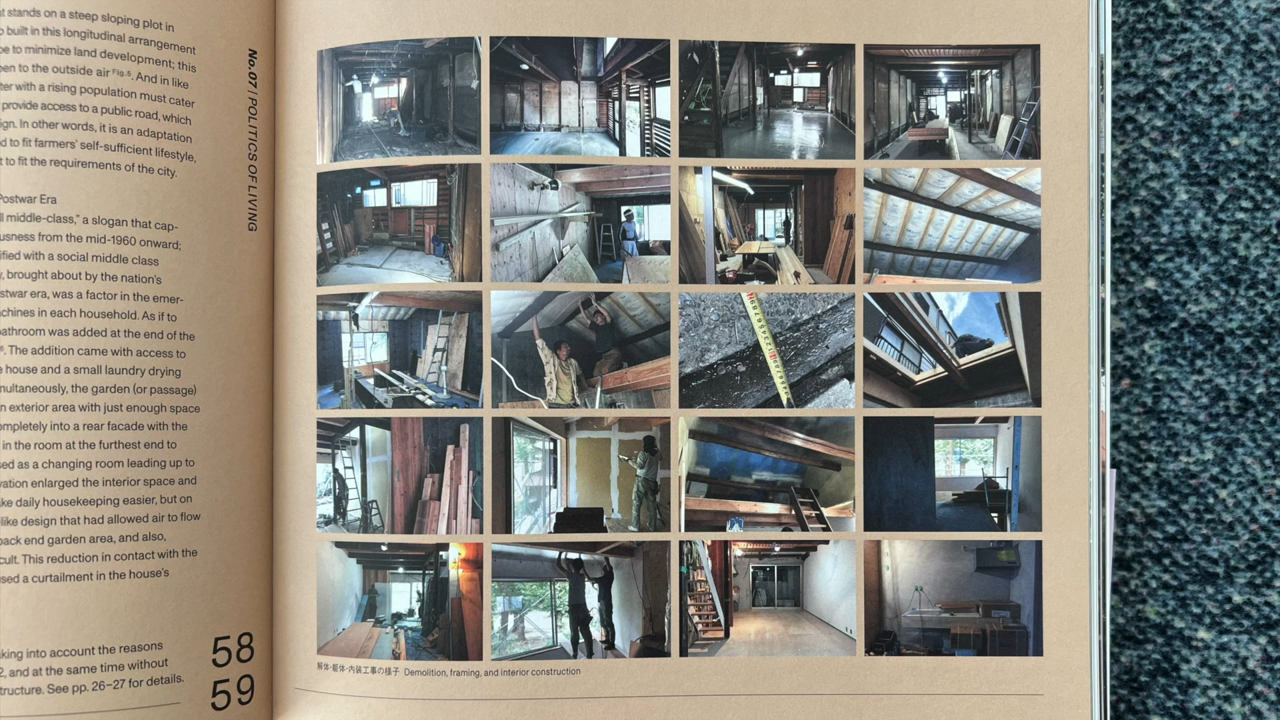 t stands on a steep sloping plot in
built in this longitudinal arrangement
to minimize land development; this
en to the outside air Fig.5. And in like
ter with a rising population must cater
provide access to a public road, which
ign. In other words, it is an adaptation
d to fit farmers' self-sufficient lifestyle,
t to fit the requirements of the city.
Postwar Era
ll middle-class," a slogan that cap-
usness from the mid-1960 onward;
ified with a social middle class
, brought about by the nation's
stwar era, was a factor in the emer-
chines in each household. As if to
bathroom was added at the end of the
. The addition came with access to
house and a small laundry drying
multaneously, the garden (or passage)
n exterior area with just enough space
ompletely into a rear facade with the
in the room at the furthest end to
sed as a changing room leading up to
vation enlarged the interior space and
ke daily housekeeping easier, but on
like design that had allowed air to flow
back end garden area, and also,
cult. This reduction in contact with the
sed a curtailment in the house's
king into account the reasons
2, and at the same time without
tructure. See pp. 26–27 for details.
58
59
No.07 / POLITICS OF LIVING
解体・躯体・内装工事の様子 Demolition, framing, and interior construction